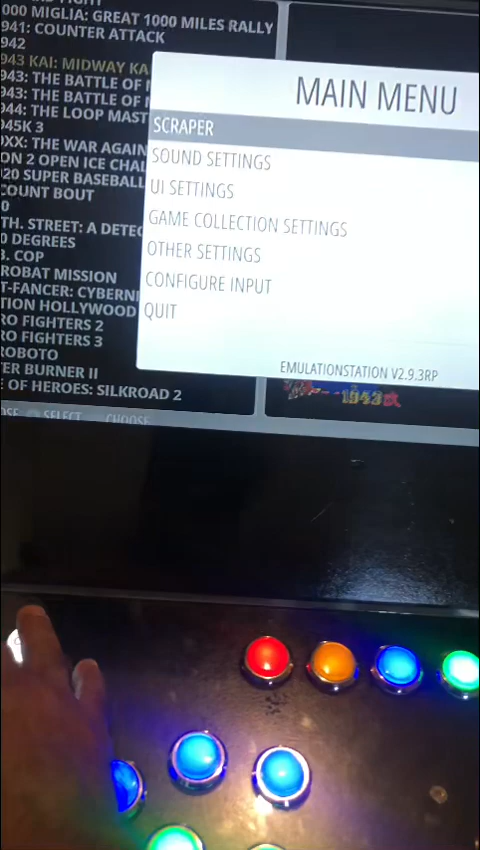 000 MIGLIA: GREAT 1000 MILES RALLY
941: COUNTER ATTACK
942
943 KAI: MIDWAY KA
943: THE BATTLE OF M
943: THE BATTLE OF M
944: THE LOOP MAST
945K 3
9XX: THE WAR AGAIN
ON 2 OPEN ICE CHAL
020 SUPER BASEBALL
COUNT BOUT
0
TH. STREET: A DETEC
0 DEGREES
B. COP
ROBAT MISSION
T-FANCER: CYBERNE
TION HOLLYWOOD
RO FIGHTERS 2
RO FIGHTERS 3
ROBOTO
TER BURNER II
E OF HEROES: SILKROAD 2
MAIN MENU
SCRAPER
SOUND SETTINGS
UI SETTINGS
GAME COLLECTION SETTINGS
OTHER SETTINGS
CONFIGURE INPUT
QUIT
EMULATIONSTATION V2.9.3RP
1943
SELECT CHOOSE